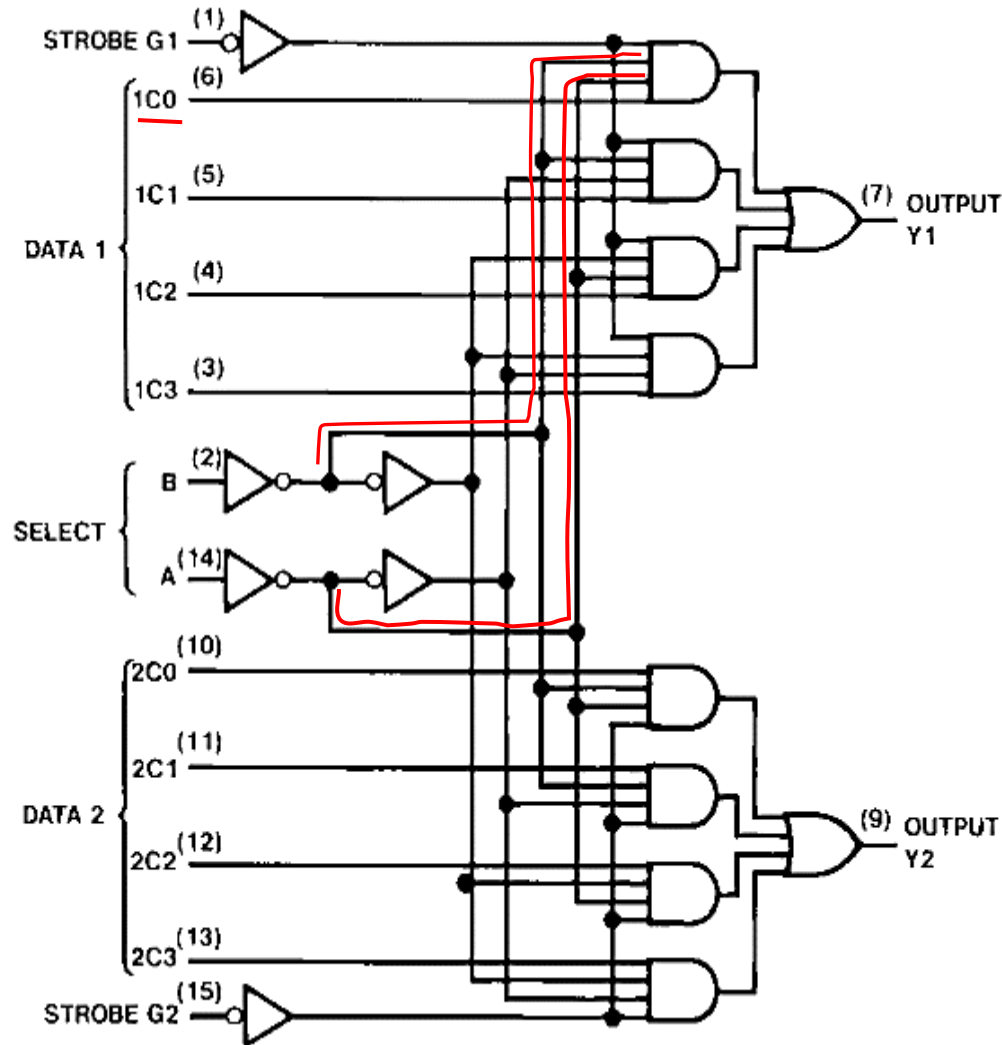 STROBE G1 (1)
1C0 (6)
1C1 (5)
DATA 1
1C2 (4)
1C3 (3)
(7) OUTPUT
Y1
B (2)
SELECT
A (14)
2C0 (10)
2C1 (11)
DATA 2
2C2 (12)
2C3 (13)
STROBE G2 (15)
(9) OUTPUT
Y2